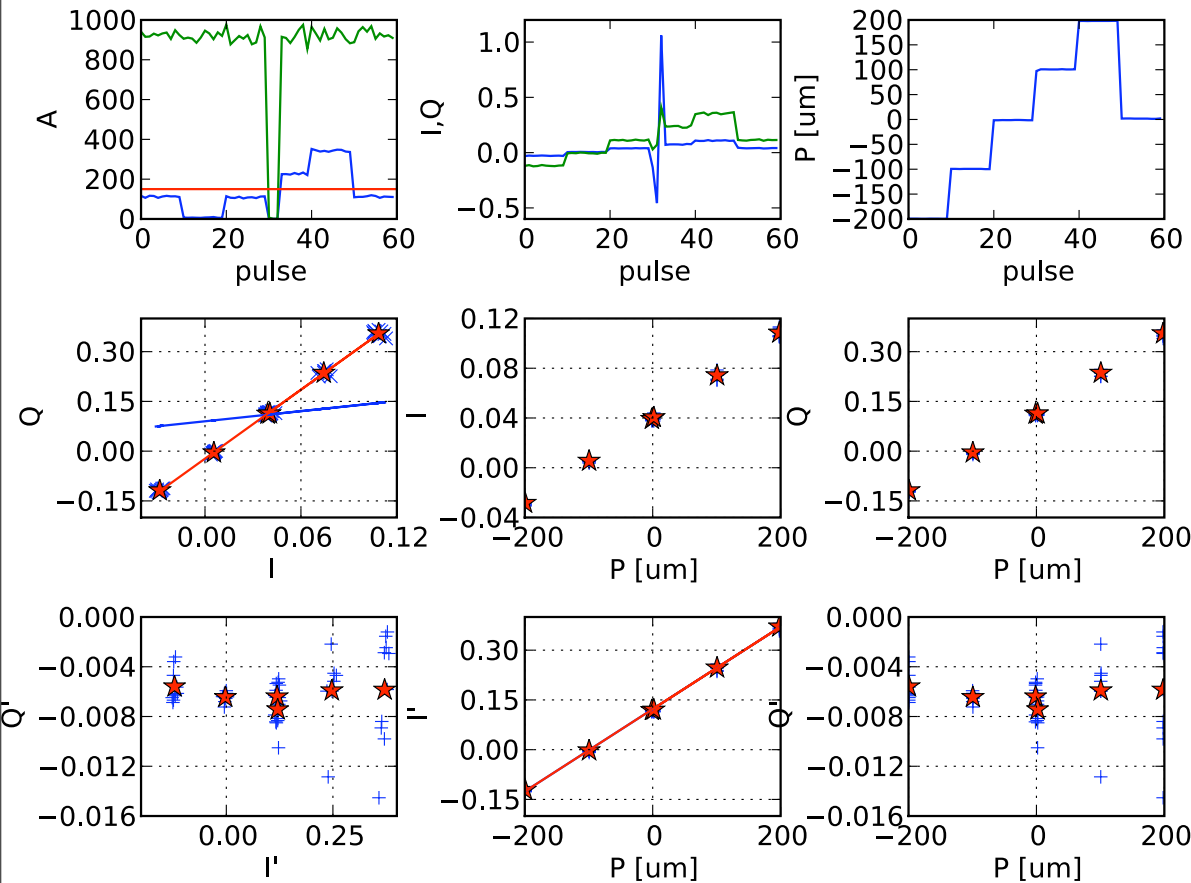 1000
800
600
400
200
0
A
0 20 40 60
pulse
1.0
0.5
0.0
−0.5
I,Q
0 20 40 60
pulse
200
150
100
50
0
−50
−100
−150
−200
P [um]
0 20 40 60
pulse
0.30
0.15
0.00
−0.15
Q
0.00 0.06 0.12
I
0.12
0.08
0.04
0.00
−0.04
I
−200 0 200
P [um]
0.30
0.15
0.00
−0.15
Q
−200 0 200
P [um]
0.000
−0.004
−0.008
−0.012
−0.016
Q'
0.00 0.25
I'
0.30
0.15
0.00
−0.15
I'
−200 0 200
P [um]
0.000
−0.004
−0.008
−0.012
−0.016
Q'
−200 0 200
P [um]